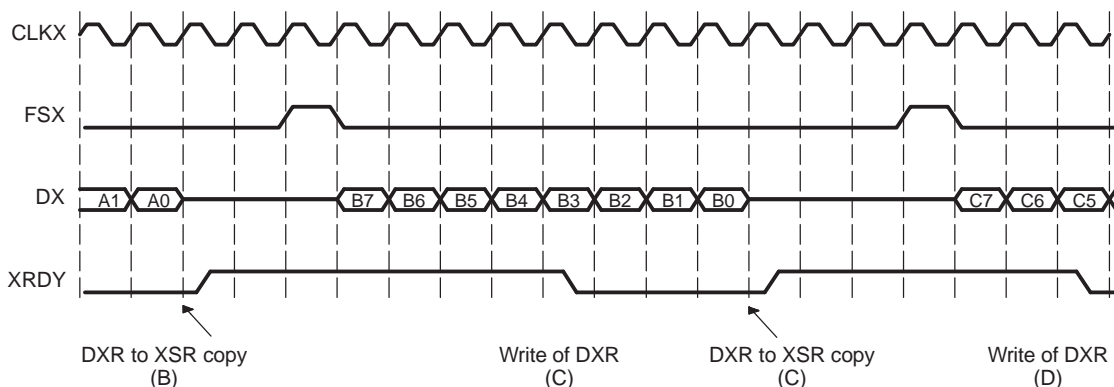 CLKX
FSX
DX A1 A0 B7 B6 B5 B4 B3 B2 B1 B0 C7 C6 C5
XRDY
DXR to XSR copy Write of DXR DXR to XSR copy Write of DXR
(B) (C) (C) (D)